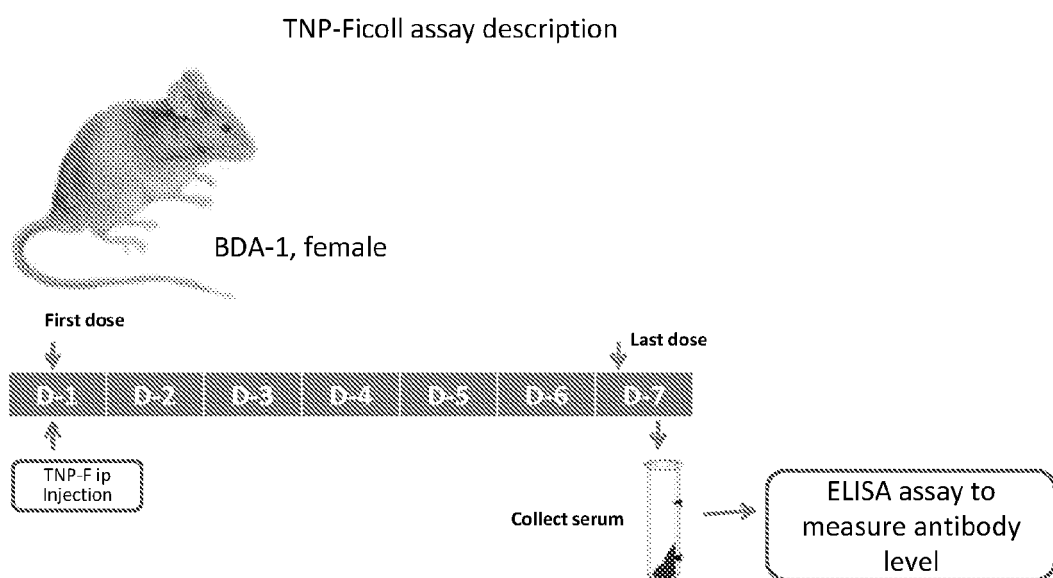 TNP-Ficoll assay description
BDA-1, female
First dose
Last dose
D-1 D-2 D-3 D-4 D-5 D-6 D-7
TNP-F ip
Injection
Collect serum
ELISA assay to
measure antibody
level